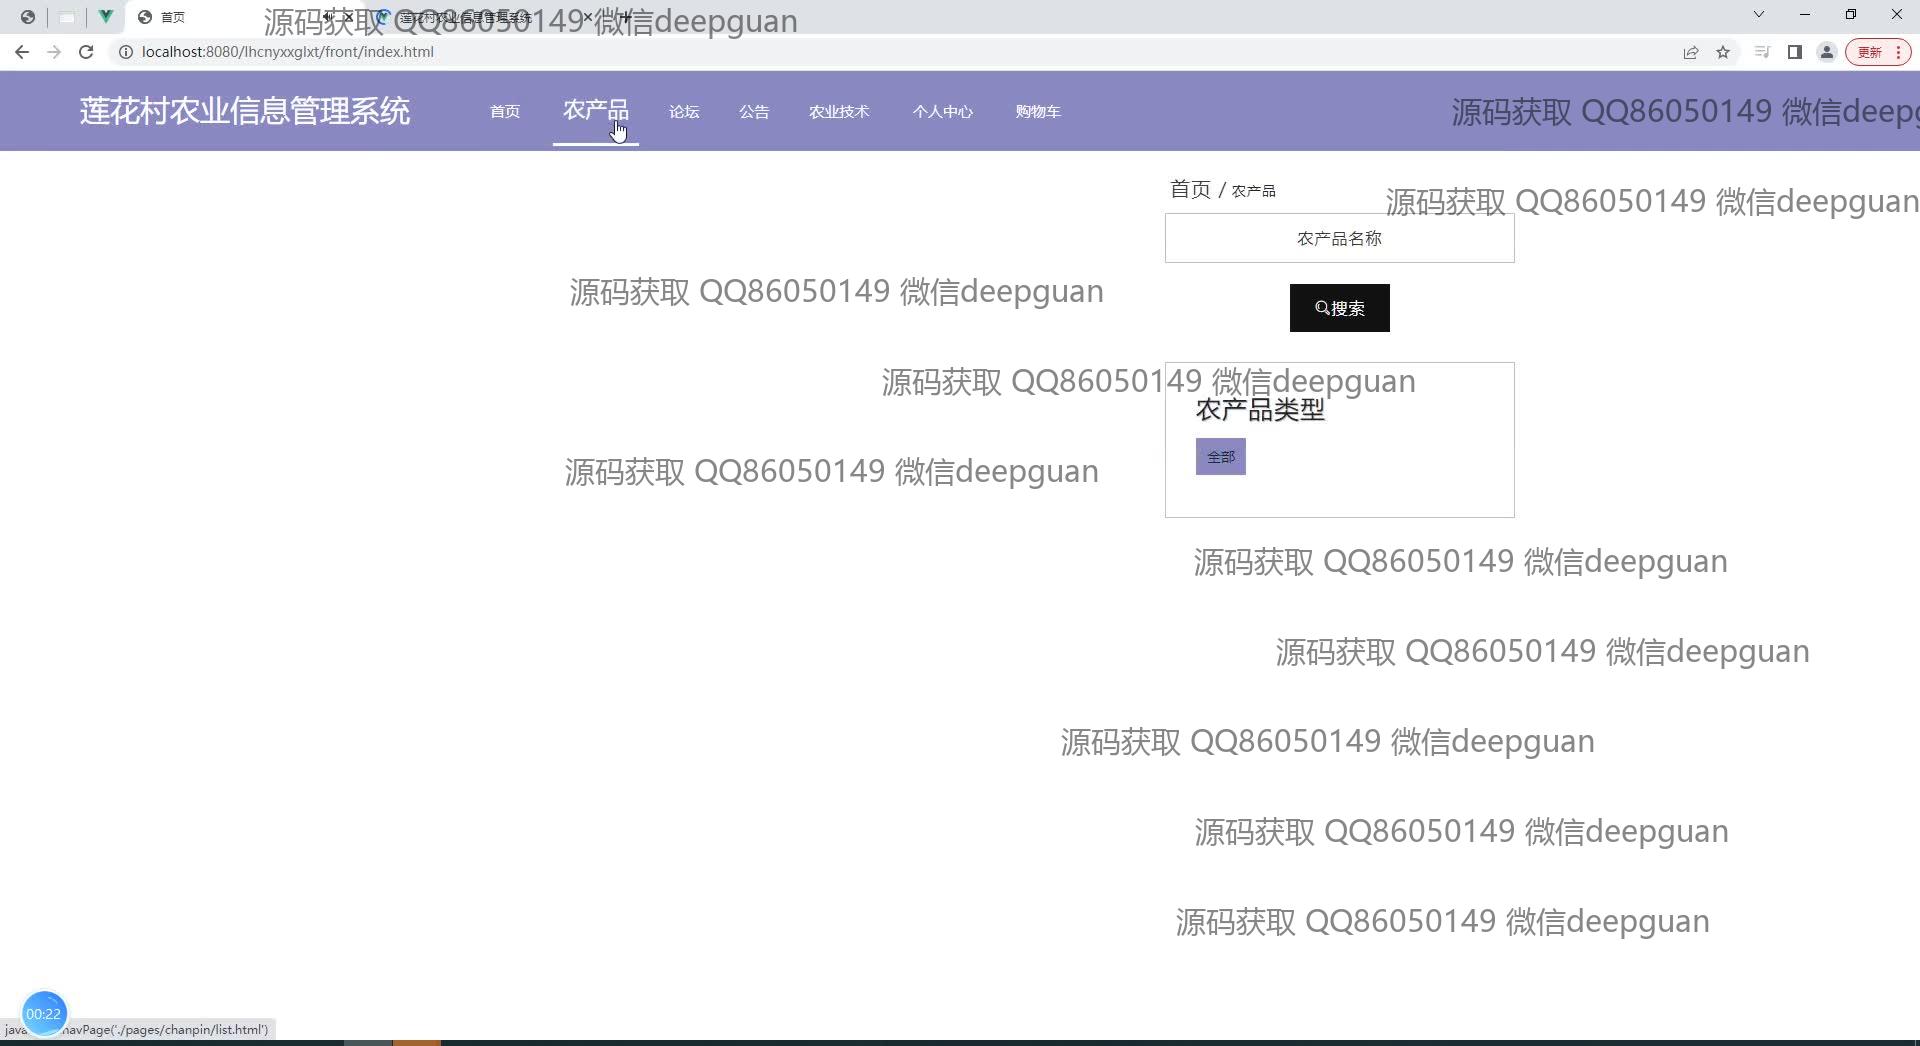 首页
莲花村农业信息管理系统
源码获取 QQ86050149 微信deepguan
localhost:8080/lhcnyxxglxt/front/index.html
更新
莲花村农业信息管理系统
首页
农产品
论坛
公告
农业技术
个人中心
购物车
源码获取 QQ86050149 微信deepg
首页 / 农产品
源码获取 QQ86050149 微信deepguan
农产品名称
源码获取 QQ86050149 微信deepguan
搜索
源码获取 QQ86050149 微信deepguan
农产品类型
全部
源码获取 QQ86050149 微信deepguan
源码获取 QQ86050149 微信deepguan
源码获取 QQ86050149 微信deepguan
源码获取 QQ86050149 微信deepguan
源码获取 QQ86050149 微信deepguan
源码获取 QQ86050149 微信deepguan
00:22
java navPage('./pages/chanpin/list.html')